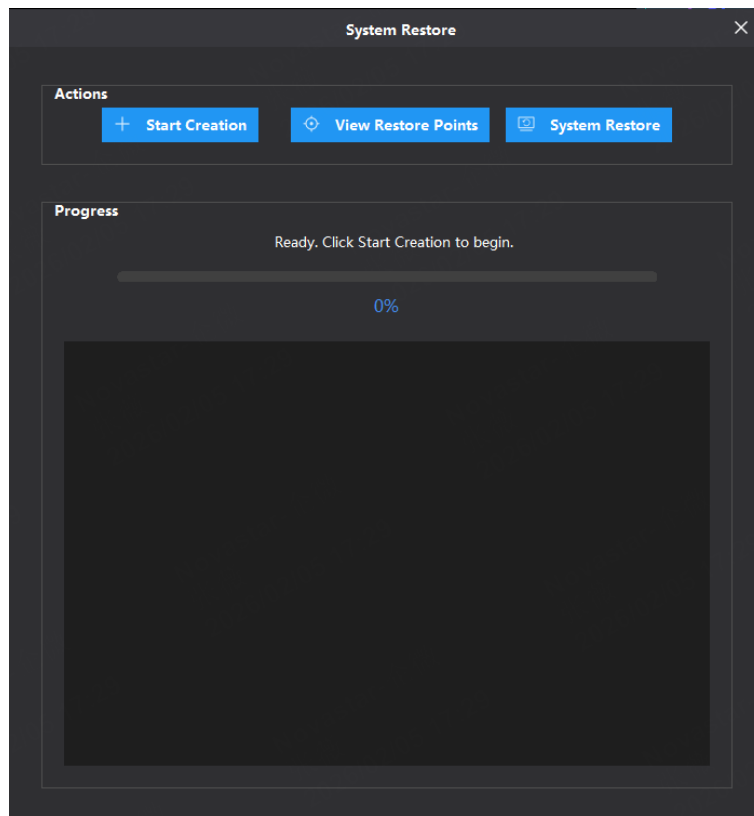 System Restore
Actions
Start Creation View Restore Points System Restore
Progress
Ready. Click Start Creation to begin.
0%